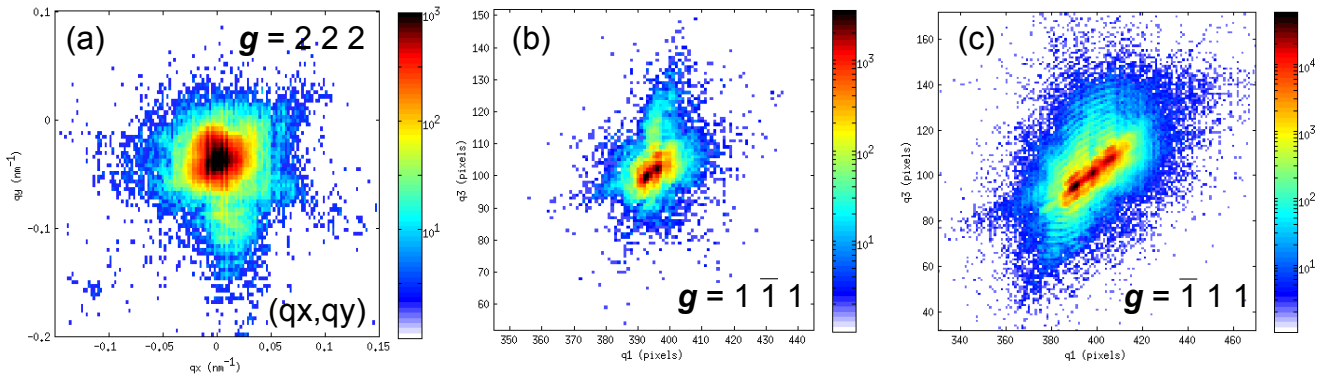 (a)
g = 2 2 2
(qx,qy)
qy (nm⁻¹)
qx (nm⁻¹)
0.1
0
-0.1
-0.2
-0.1 -0.05 0 0.05 0.1 0.15
10³
10²
10¹
(b)
g = 1 1̅ 1
q3 (pixels)
q1 (pixels)
150
140
130
120
110
100
90
80
70
60
350 360 370 380 390 400 410 420 430 440
10³
10²
10¹
(c)
g = 1̅ 1 1
q3 (pixels)
q1 (pixels)
160
140
120
100
80
60
40
340 360 380 400 420 440 460
10⁴
10³
10²
10¹